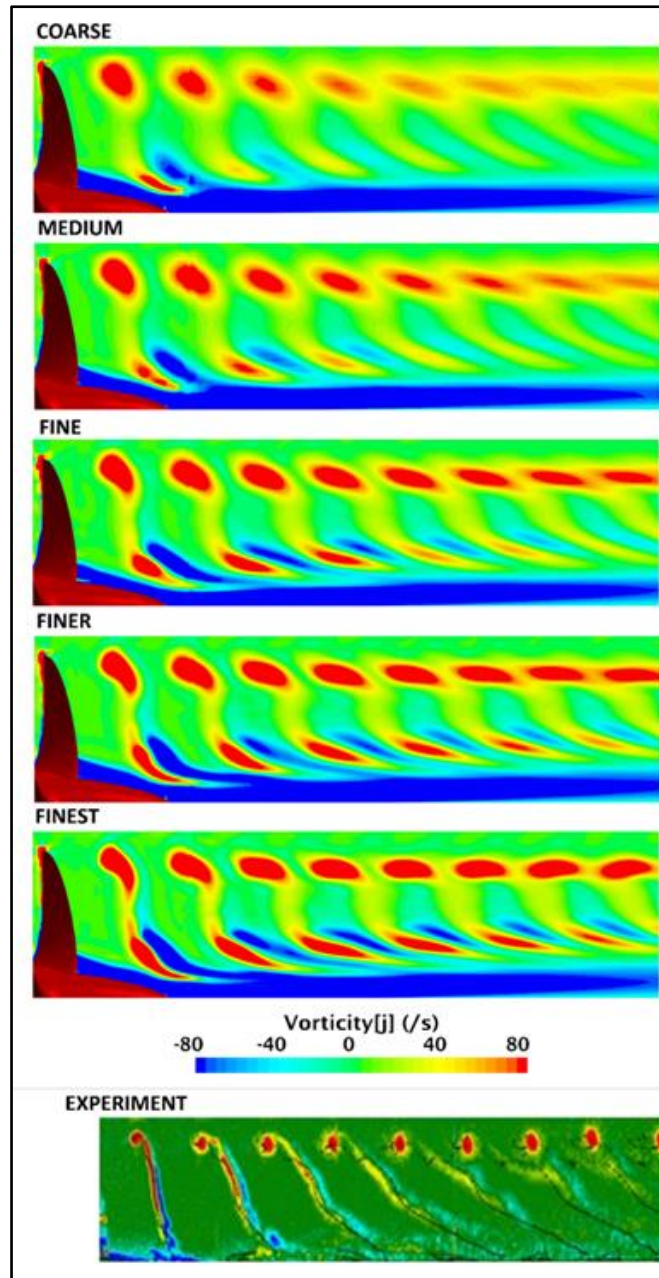 COARSE
MEDIUM
FINE
FINER
FINEST
Vorticity[j] (/s)
-80 -40 0 40 80
EXPERIMENT